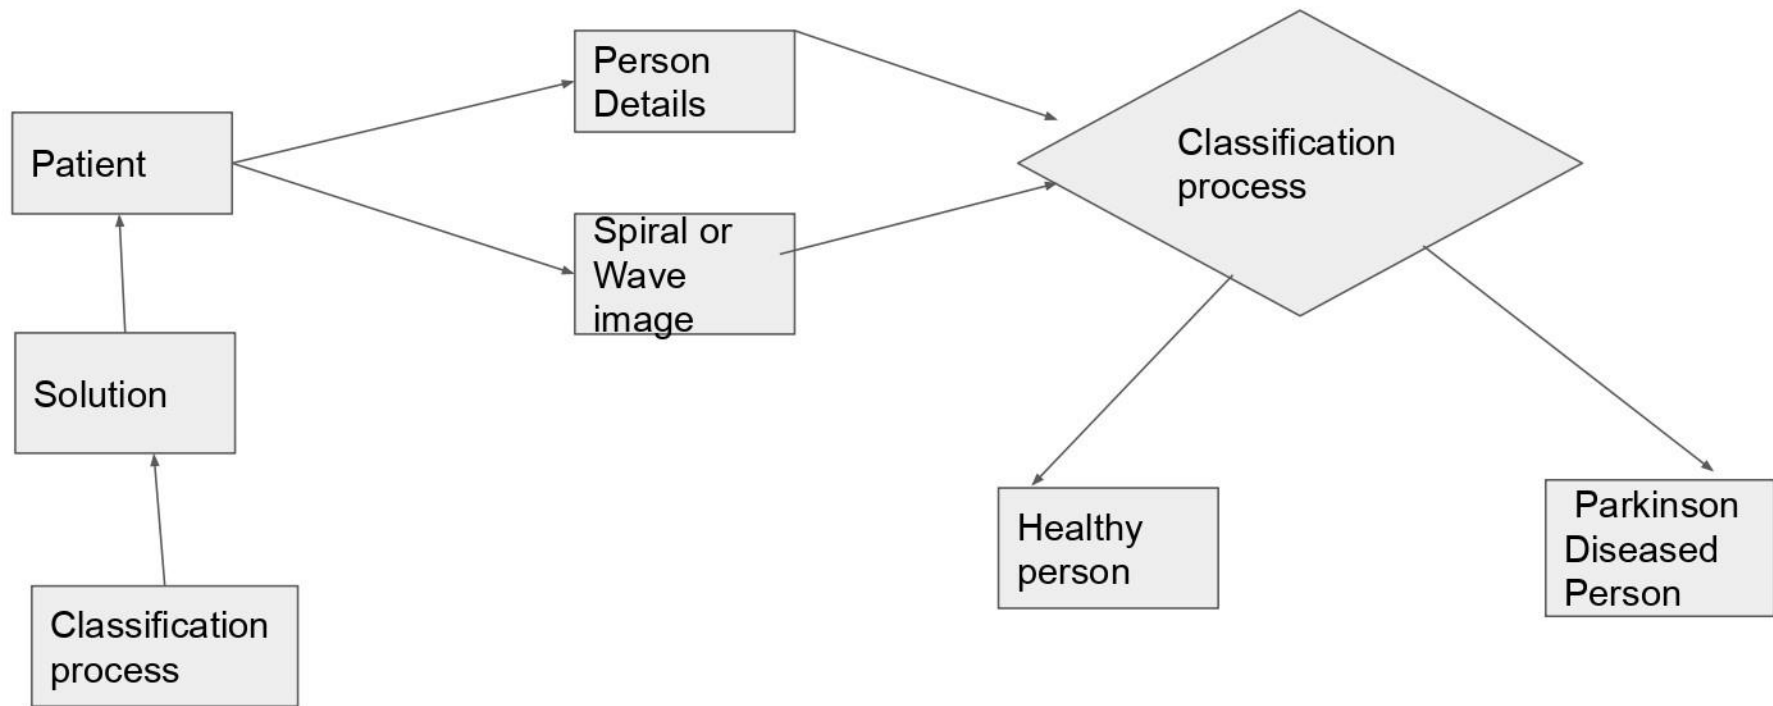 Person
Details
Patient
Classification
process
Spiral or
Wave
image
Solution
Healthy
person
Parkinson
Diseased
Person
Classification
process